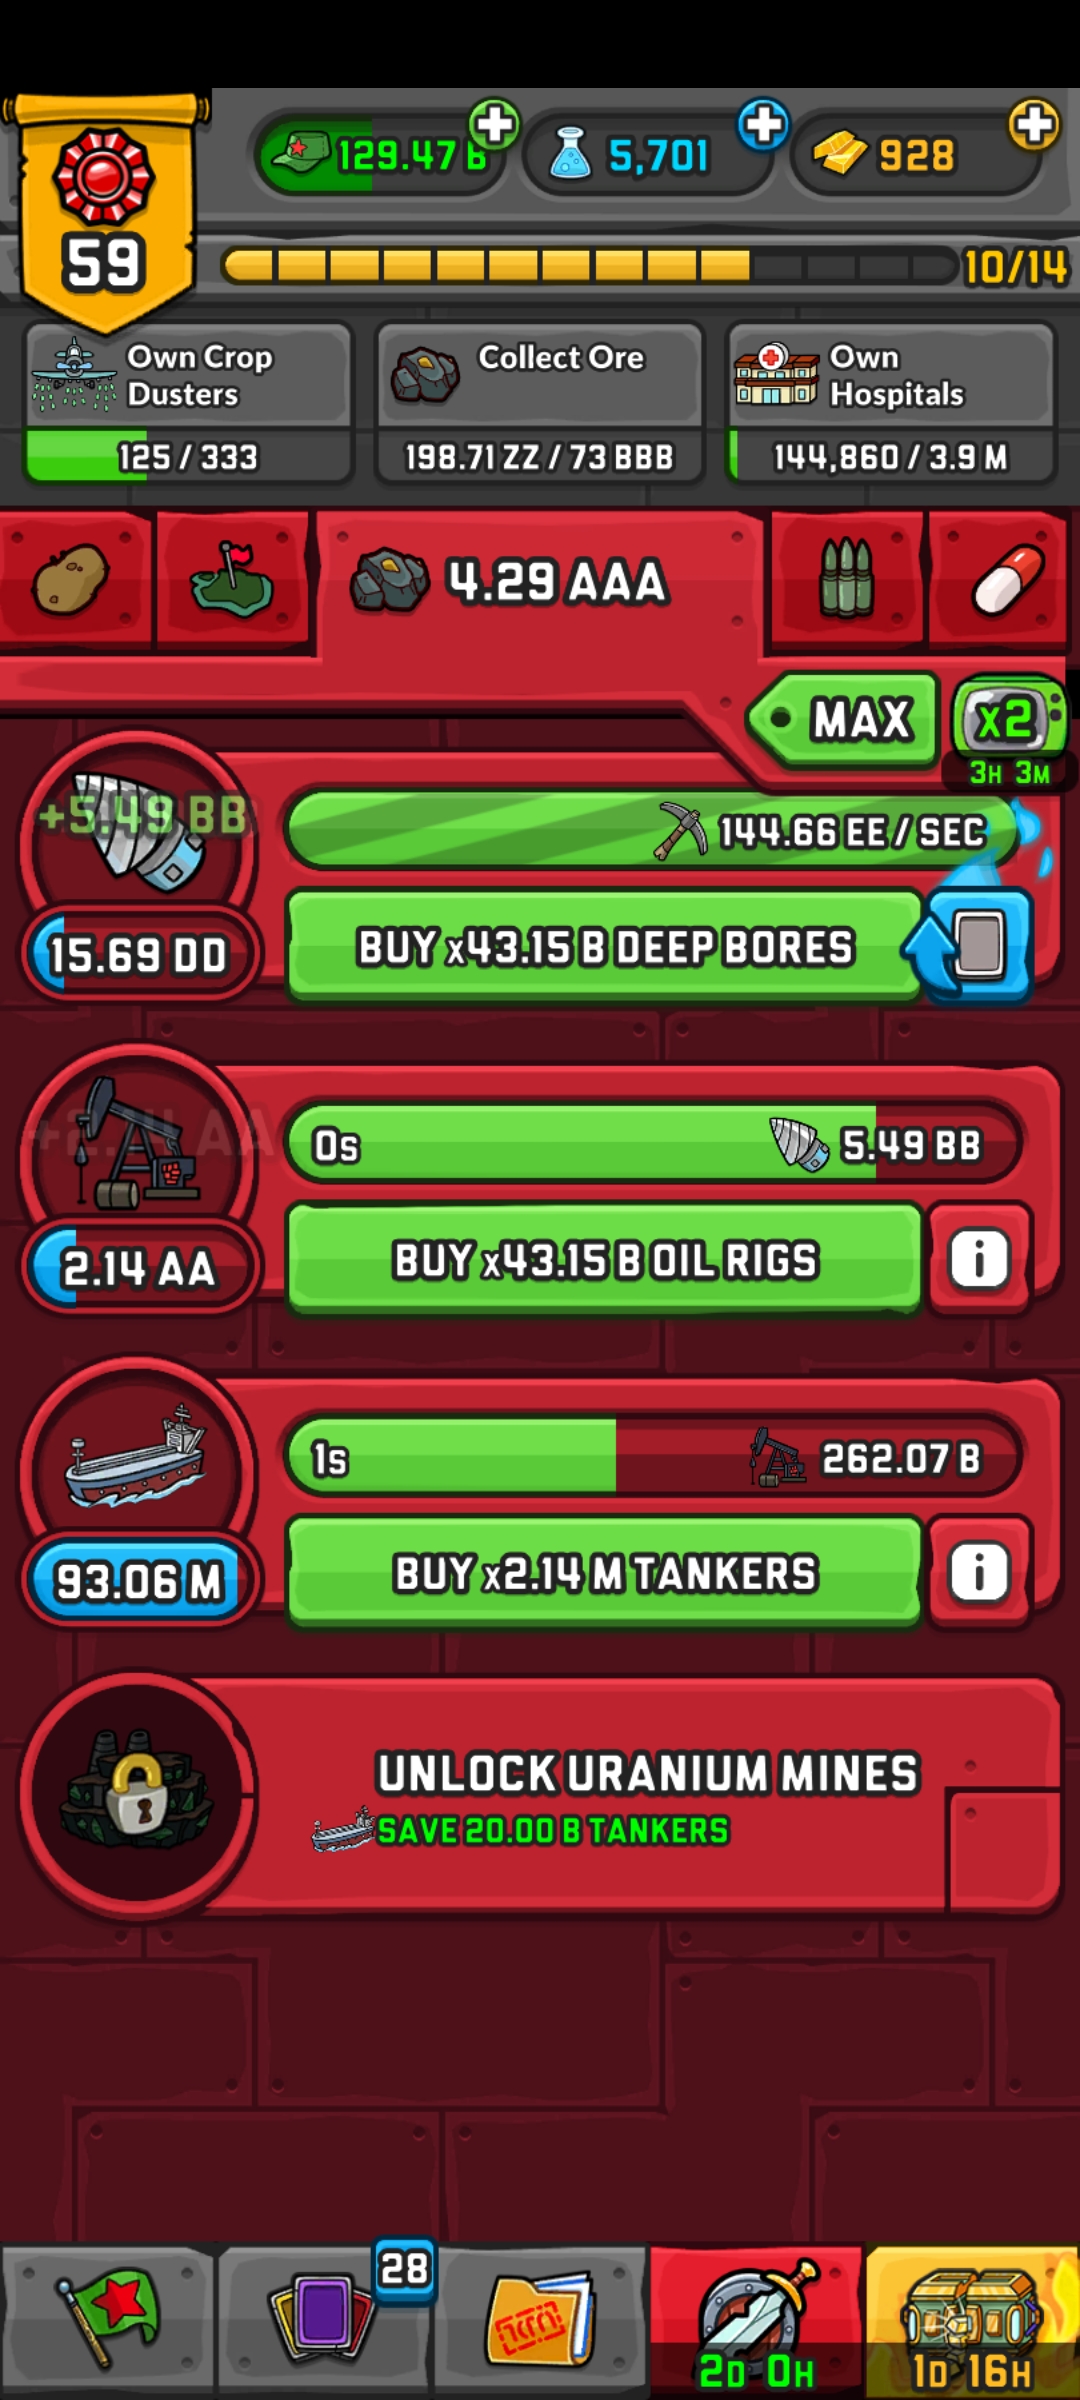 129.47 B
5,701
928
59
10/14
Own Crop
Dusters
125 / 333
Collect Ore
198.71 ZZ / 73 BBB
Own
Hospitals
144,860 / 3.9 M
4.29 AAA
MAX
x2
3H 3M
+5.49 BB
144.66 EE / SEC
15.69 DD
BUY x43.15 B DEEP BORES
+2.14 AA
0s
5.49 BB
2.14 AA
BUY x43.15 B OIL RIGS
i
1s
262.07 B
93.06 M
BUY x2.14 M TANKERS
i
UNLOCK URANIUM MINES
SAVE 20.00 B TANKERS
28
2D 0H
1D 16H